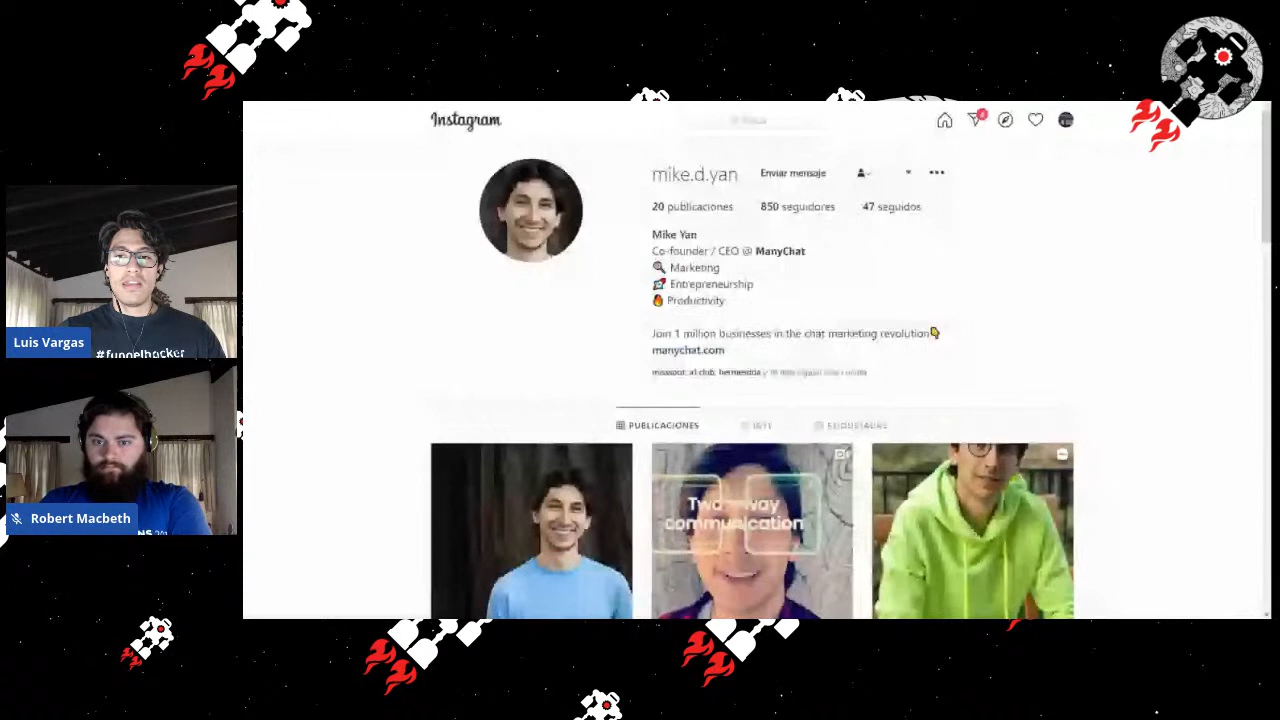 Instagram
mike.d.yan Enviar mensaje
20 publicaciones 850 seguidores 47 seguidos
Mike Yan
Co-founder / CEO @ ManyChat
Marketing
Entrepreneurship
Productivity
Join 1 million businesses in the chat marketing revolution
manychat.com
PUBLICACIONES
Two-way
communication
#funnelhacker
Luis Vargas
Robert Macbeth